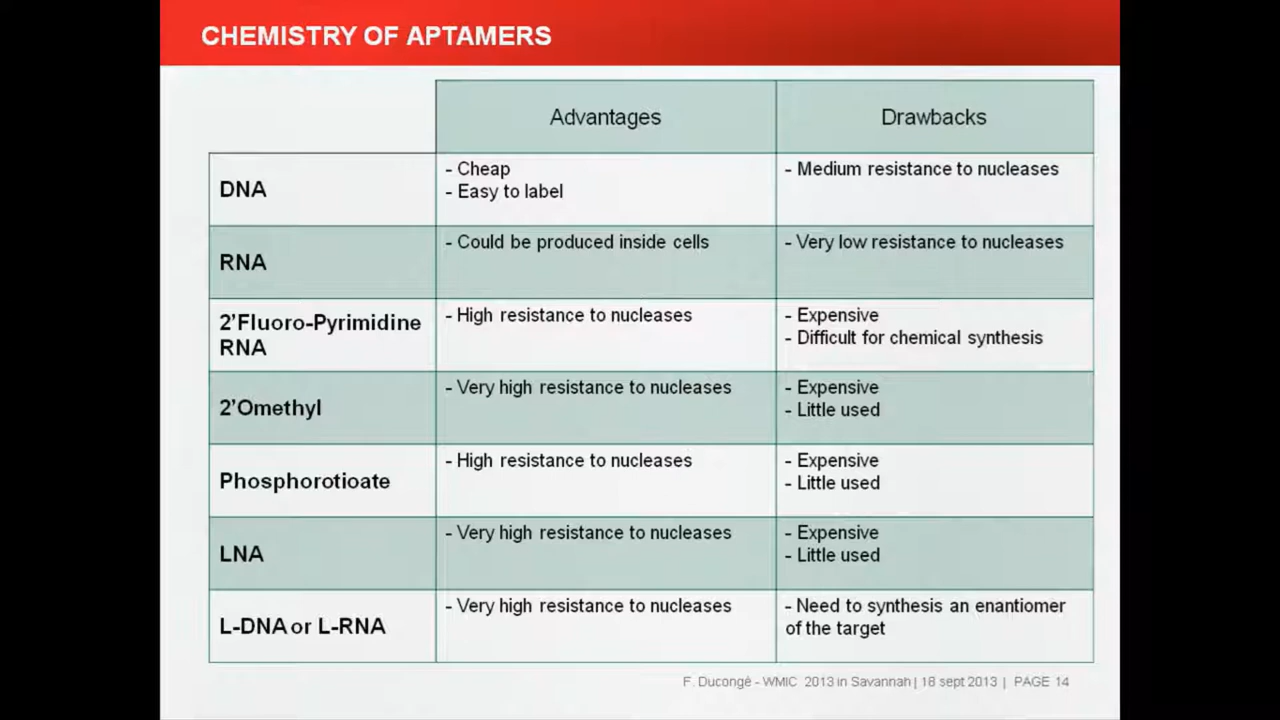 CHEMISTRY OF APTAMERS
Advantages
Drawbacks
DNA
- Cheap
- Easy to label
- Medium resistance to nucleases
RNA
- Could be produced inside cells
- Very low resistance to nucleases
2'Fluoro-Pyrimidine
RNA
- High resistance to nucleases
- Expensive
- Difficult for chemical synthesis
2'Omethyl
- Very high resistance to nucleases
- Expensive
- Little used
Phosphorotioate
- High resistance to nucleases
- Expensive
- Little used
LNA
- Very high resistance to nucleases
- Expensive
- Little used
L-DNA or L-RNA
- Very high resistance to nucleases
- Need to synthesis an enantiomer
of the target
F. Ducongé - WMIC 2013 in Savannah | 18 sept 2013 | PAGE 14